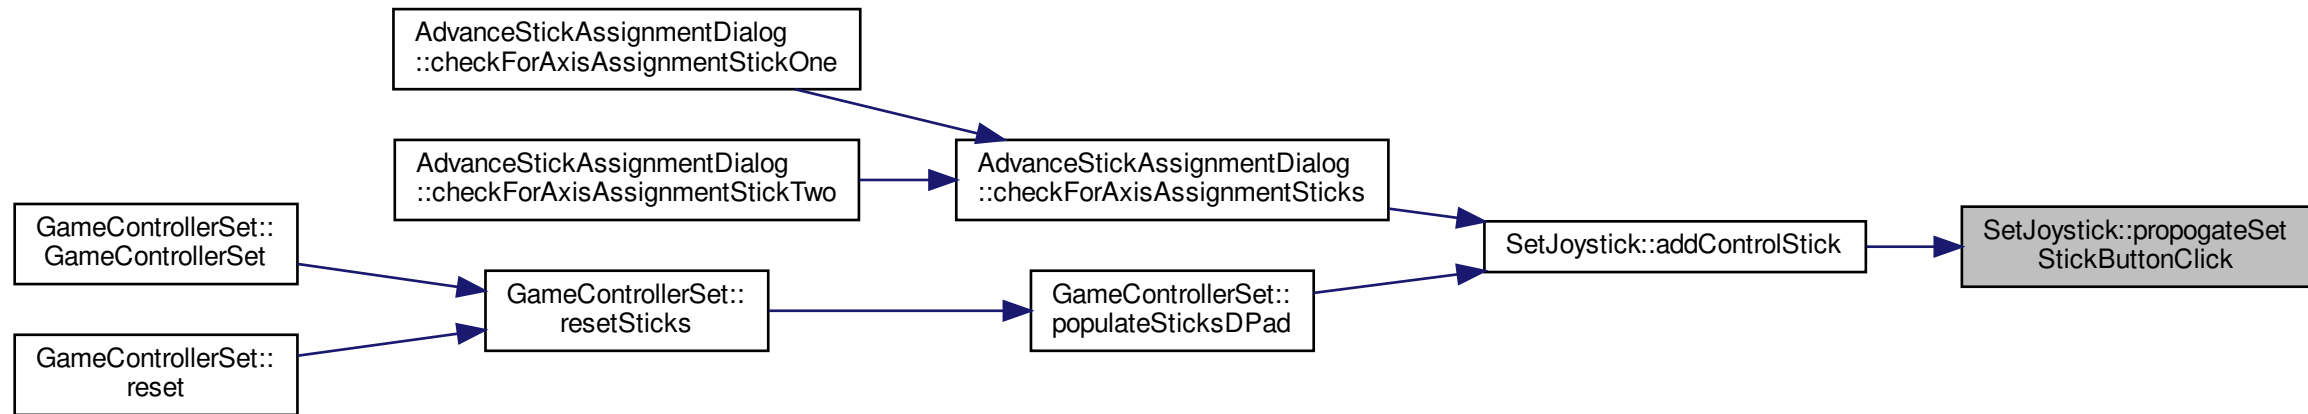 AdvanceStickAssignmentDialog
::checkForAxisAssignmentStickOne
AdvanceStickAssignmentDialog
::checkForAxisAssignmentStickTwo
AdvanceStickAssignmentDialog
::checkForAxisAssignmentSticks
GameControllerSet::
GameControllerSet
SetJoystick::addControlStick
SetJoystick::propogateSet
StickButtonClick
GameControllerSet::
resetSticks
GameControllerSet::
populateSticksDPad
GameControllerSet::
reset